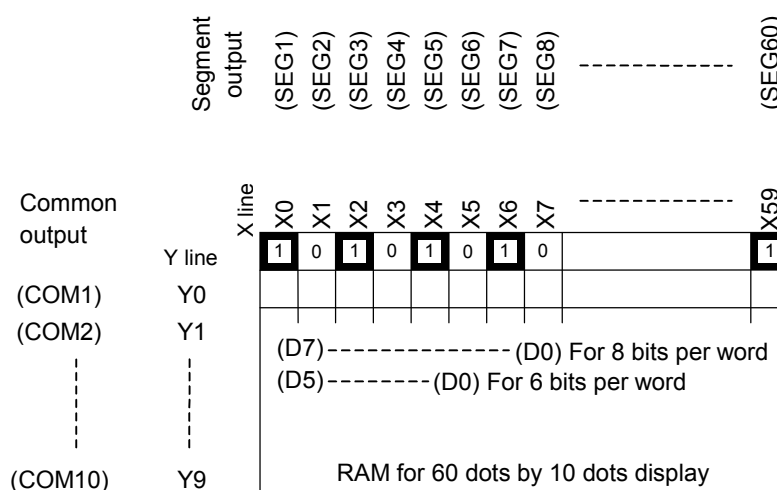 Segment
output
(SEG1) (SEG2) (SEG3) (SEG4) (SEG5) (SEG6) (SEG7) (SEG8) (SEG60)
Common
output
Y line
X line
X0 X1 X2 X3 X4 X5 X6 X7 X59
1 0 1 0 1 0 1 0 1
(COM1) Y0
(COM2) Y1
(D7) (D0) For 8 bits per word
(D5) (D0) For 6 bits per word
(COM10) Y9
RAM for 60 dots by 10 dots display